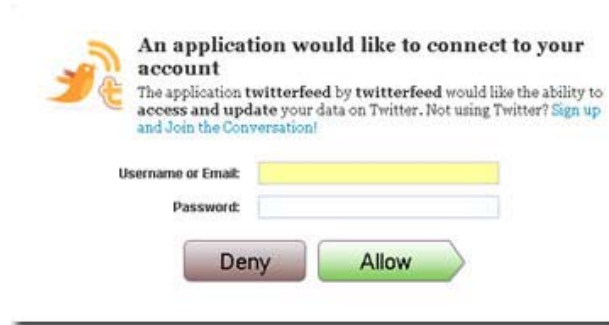 An application would like to connect to your
account
The application twitterfeed by twitterfeed would like the ability to
access and update your data on Twitter. Not using Twitter? Sign up
and Join the Conversation!
Username or Email:
Password:
Deny Allow